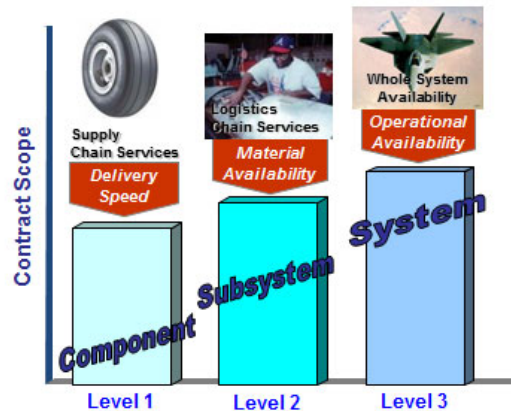 Contract Scope
Supply
Chain Services
Delivery
Speed
Component
Level 1
Logistics
Chain Services
Material
Availability
Subsystem
Level 2
Whole System
Availability
Operational
Availability
System
Level 3